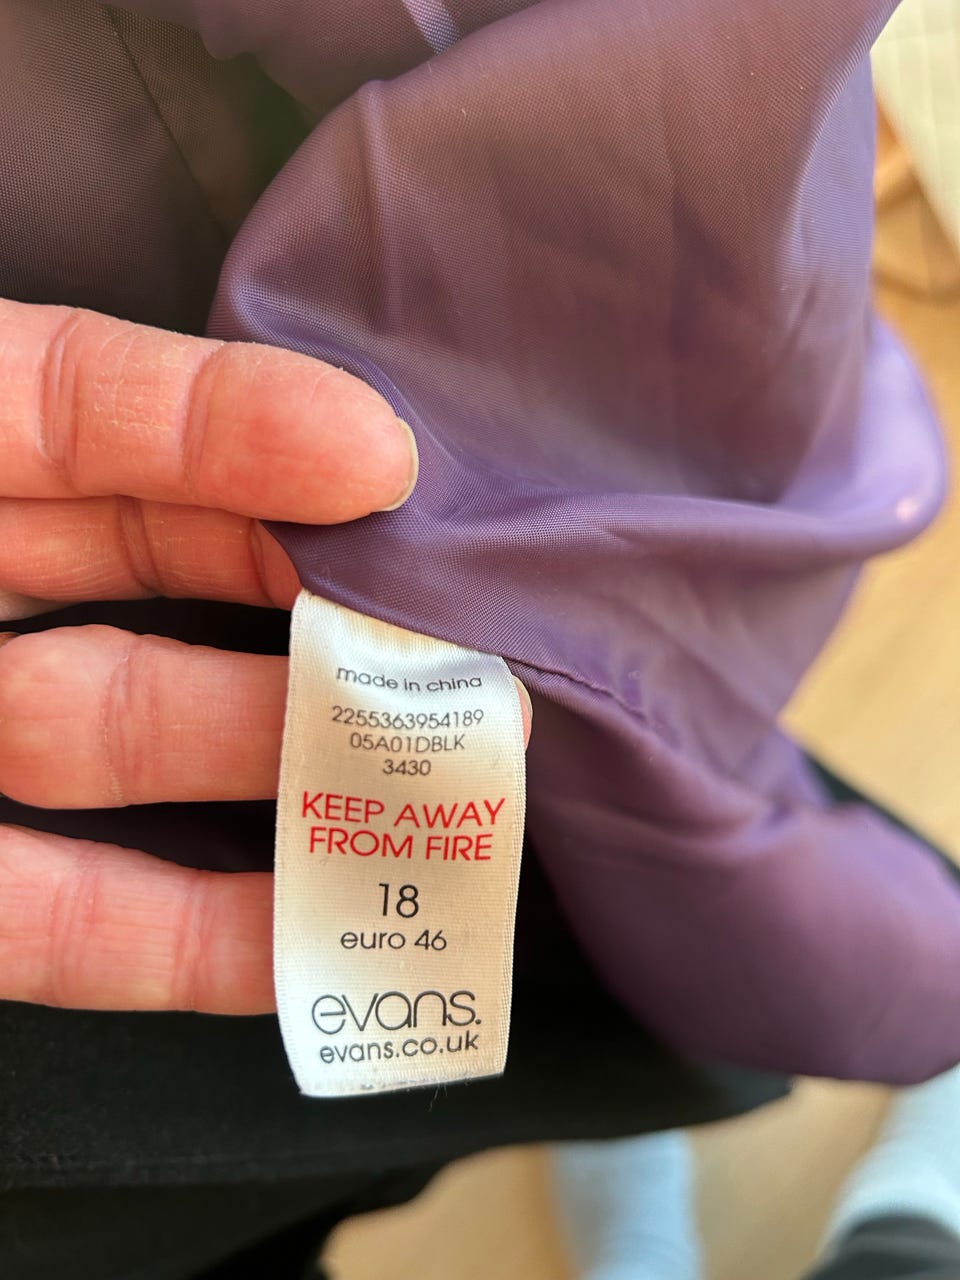 made in china
2255363954189
05A01DBLK
3430
KEEP AWAY
FROM FIRE
18
euro 46
evans.
evans.co.uk